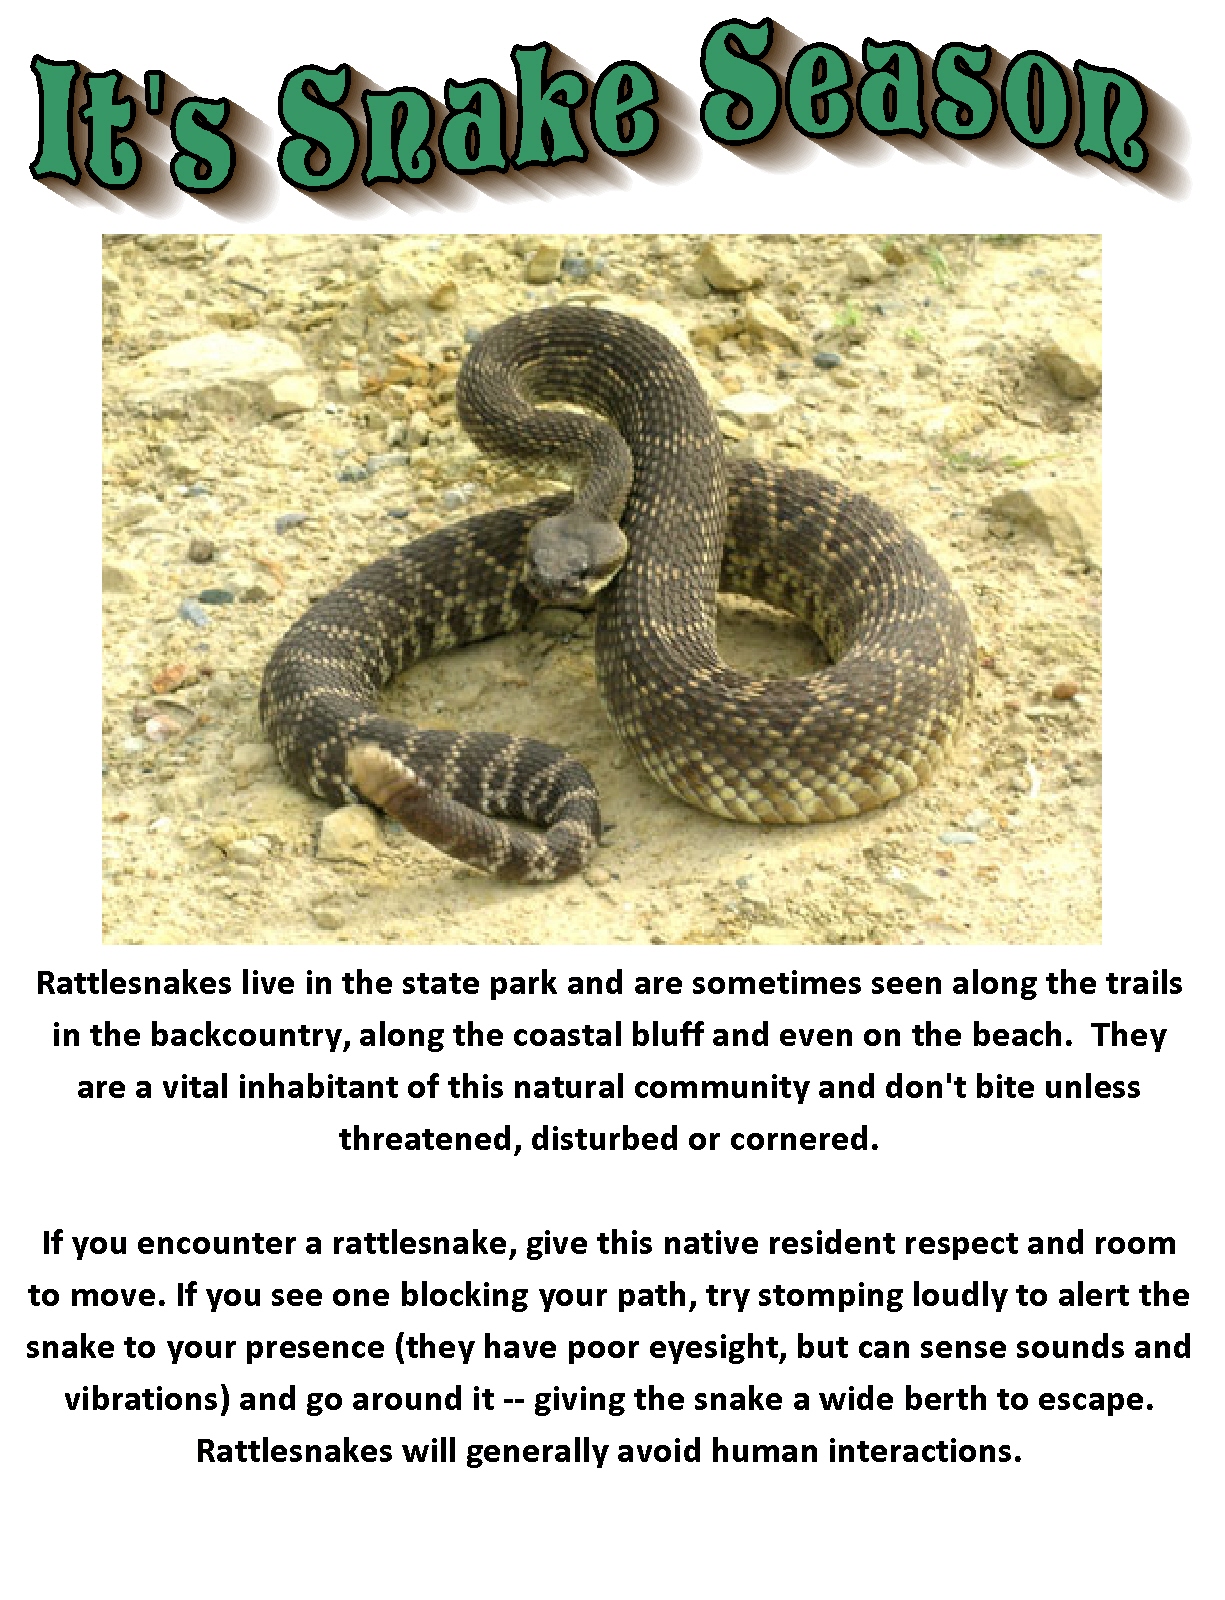 It's Snake Season
Rattlesnakes live in the state park and are sometimes seen along the trails
in the backcountry, along the coastal bluff and even on the beach.  They
are a vital inhabitant of this natural community and don't bite unless
threatened, disturbed or cornered.
If you encounter a rattlesnake, give this native resident respect and room
to move. If you see one blocking your path, try stomping loudly to alert the
snake to your presence (they have poor eyesight, but can sense sounds and
vibrations) and go around it -- giving the snake a wide berth to escape.
Rattlesnakes will generally avoid human interactions.